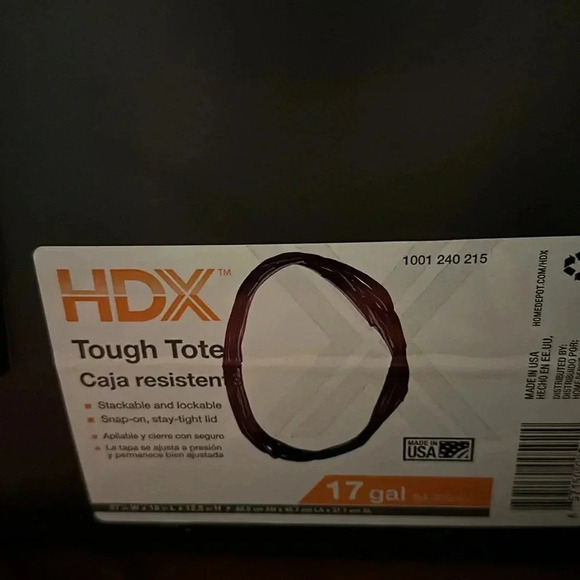 HDX™
1001 240 215
Tough Tote
Caja resisten
Stackable and lockable
Snap-on, stay-tight lid
Apilable y cierre con seguro
La tapa se ajusta a presión
y permanece bien ajustada
MADE IN
USA
17 gal
HOMEDEPOT.COM/HDX
MADE IN USA
HECHO EN EE.UU.
DISTRIBUTED BY:
DISTRIBUIDO POR: